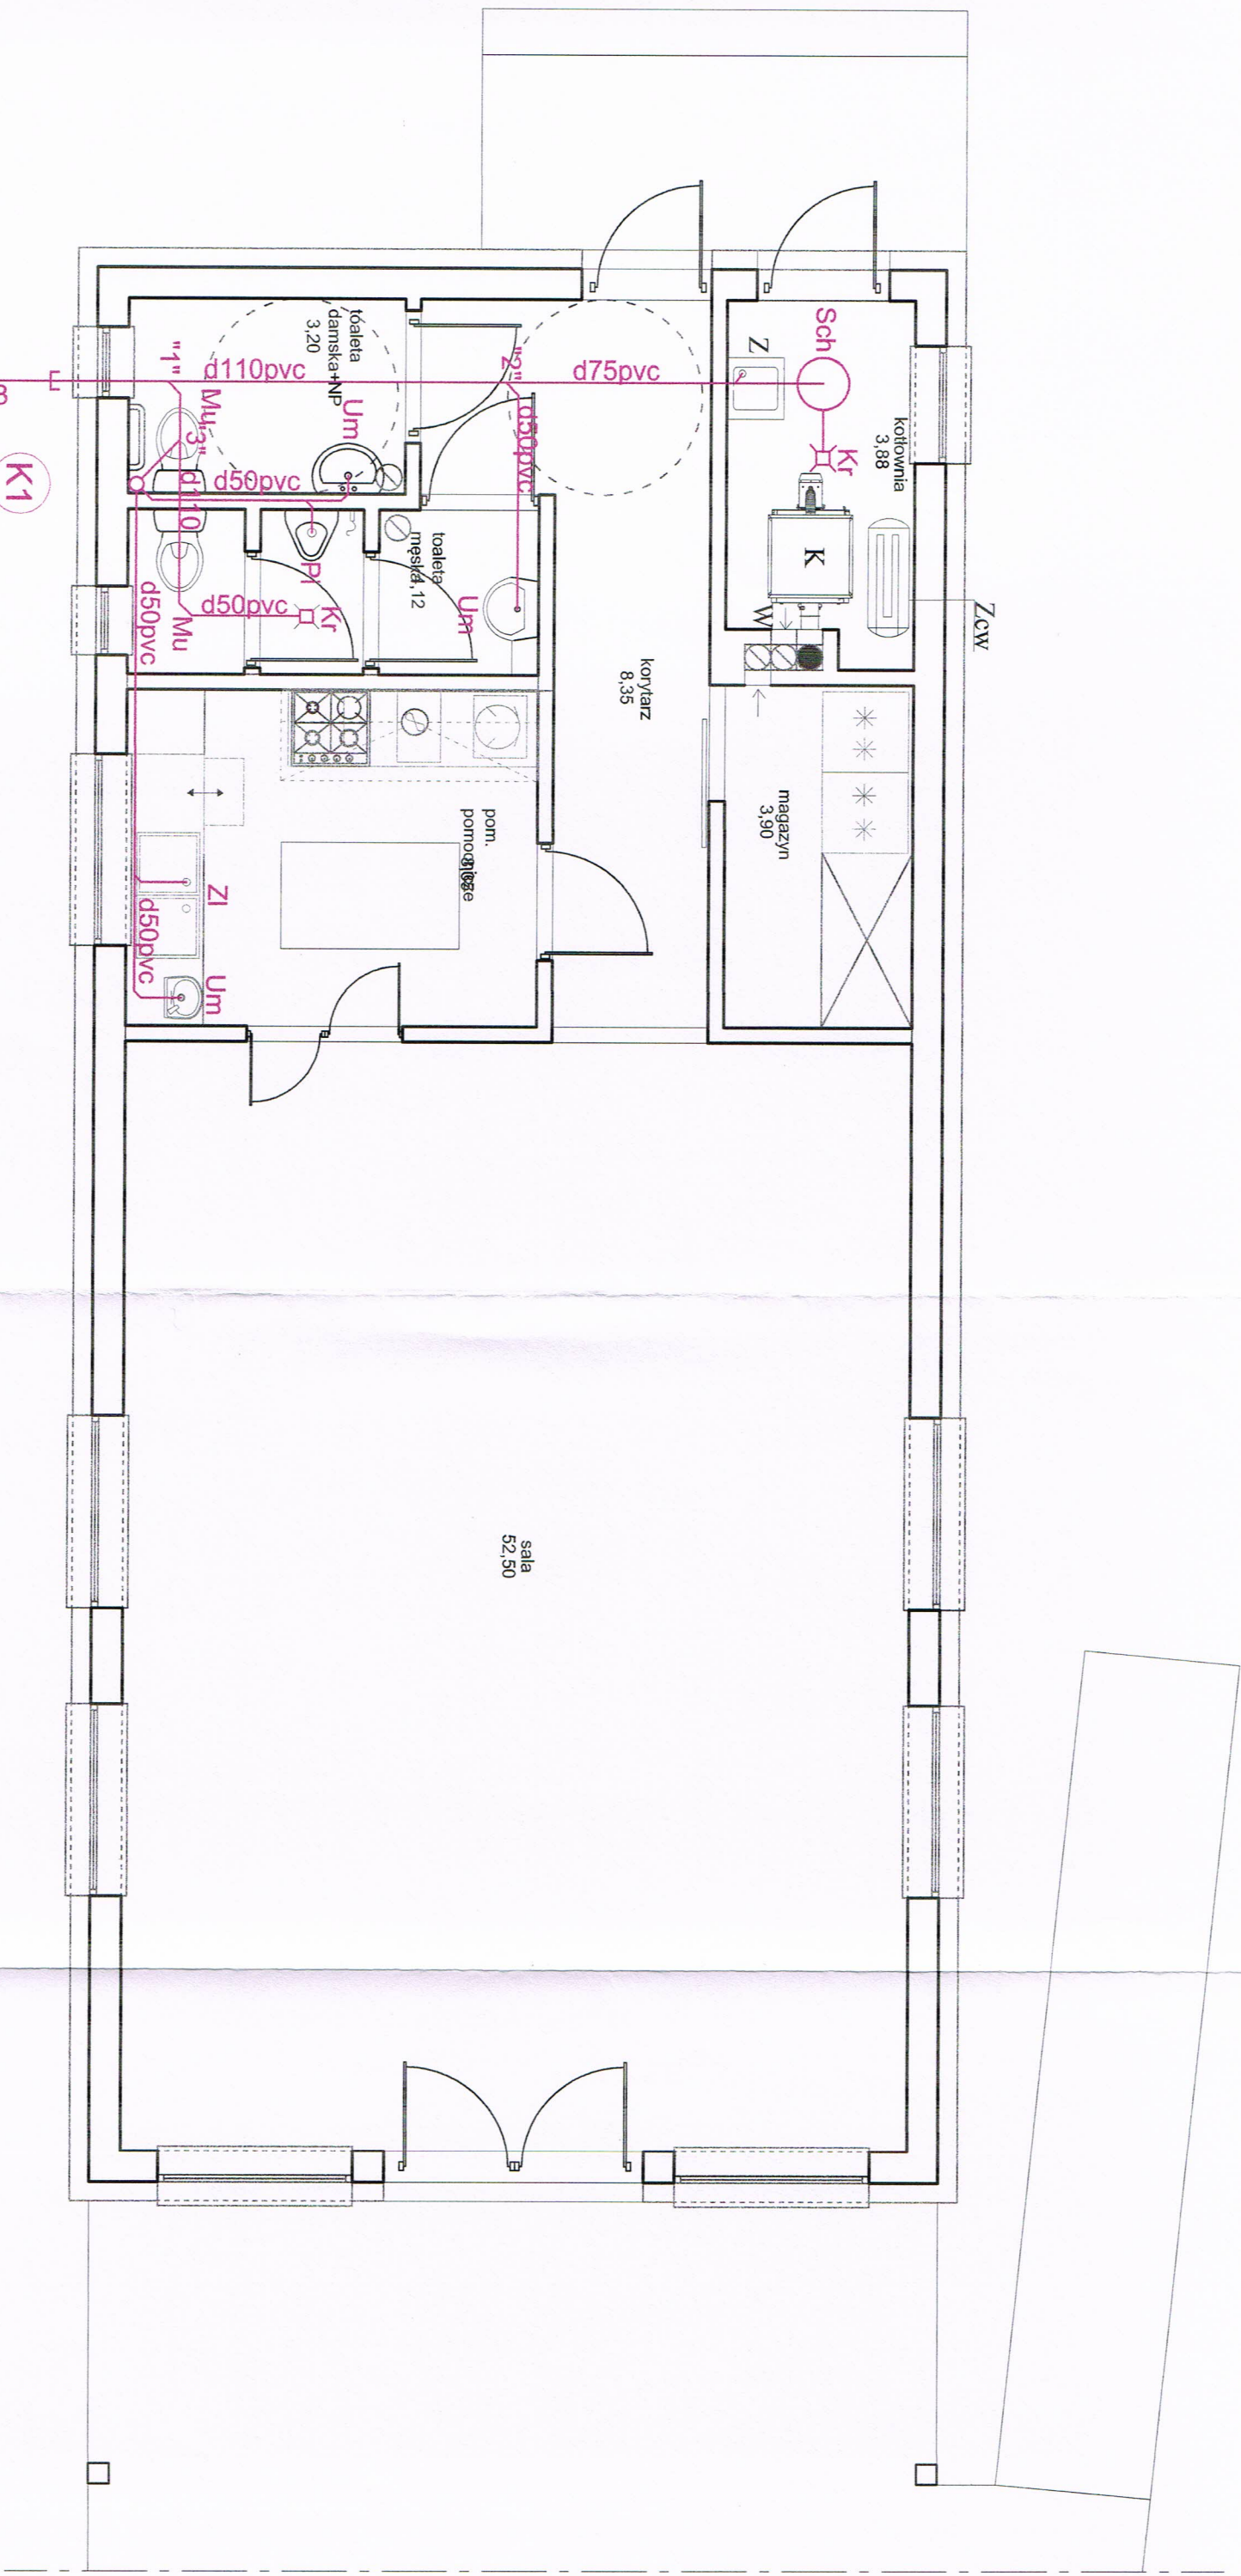 Zcw
Sch
Z
kotłownia
3,88
Kr
K
W
d75pvc
"2"
d50pvc
tóaleta
damska+NP
3,20
d110pvc
"1"
Um
Mu
"3"
d50pvc
d110
K1
toaleta
męska
Pl
Kr
Um
d50pvc
Mu
d50pvc
korytarz
8,35
magazyn
3,90
pom.
pomocnicze
Zl
d50pvc
Um
sala
52,50